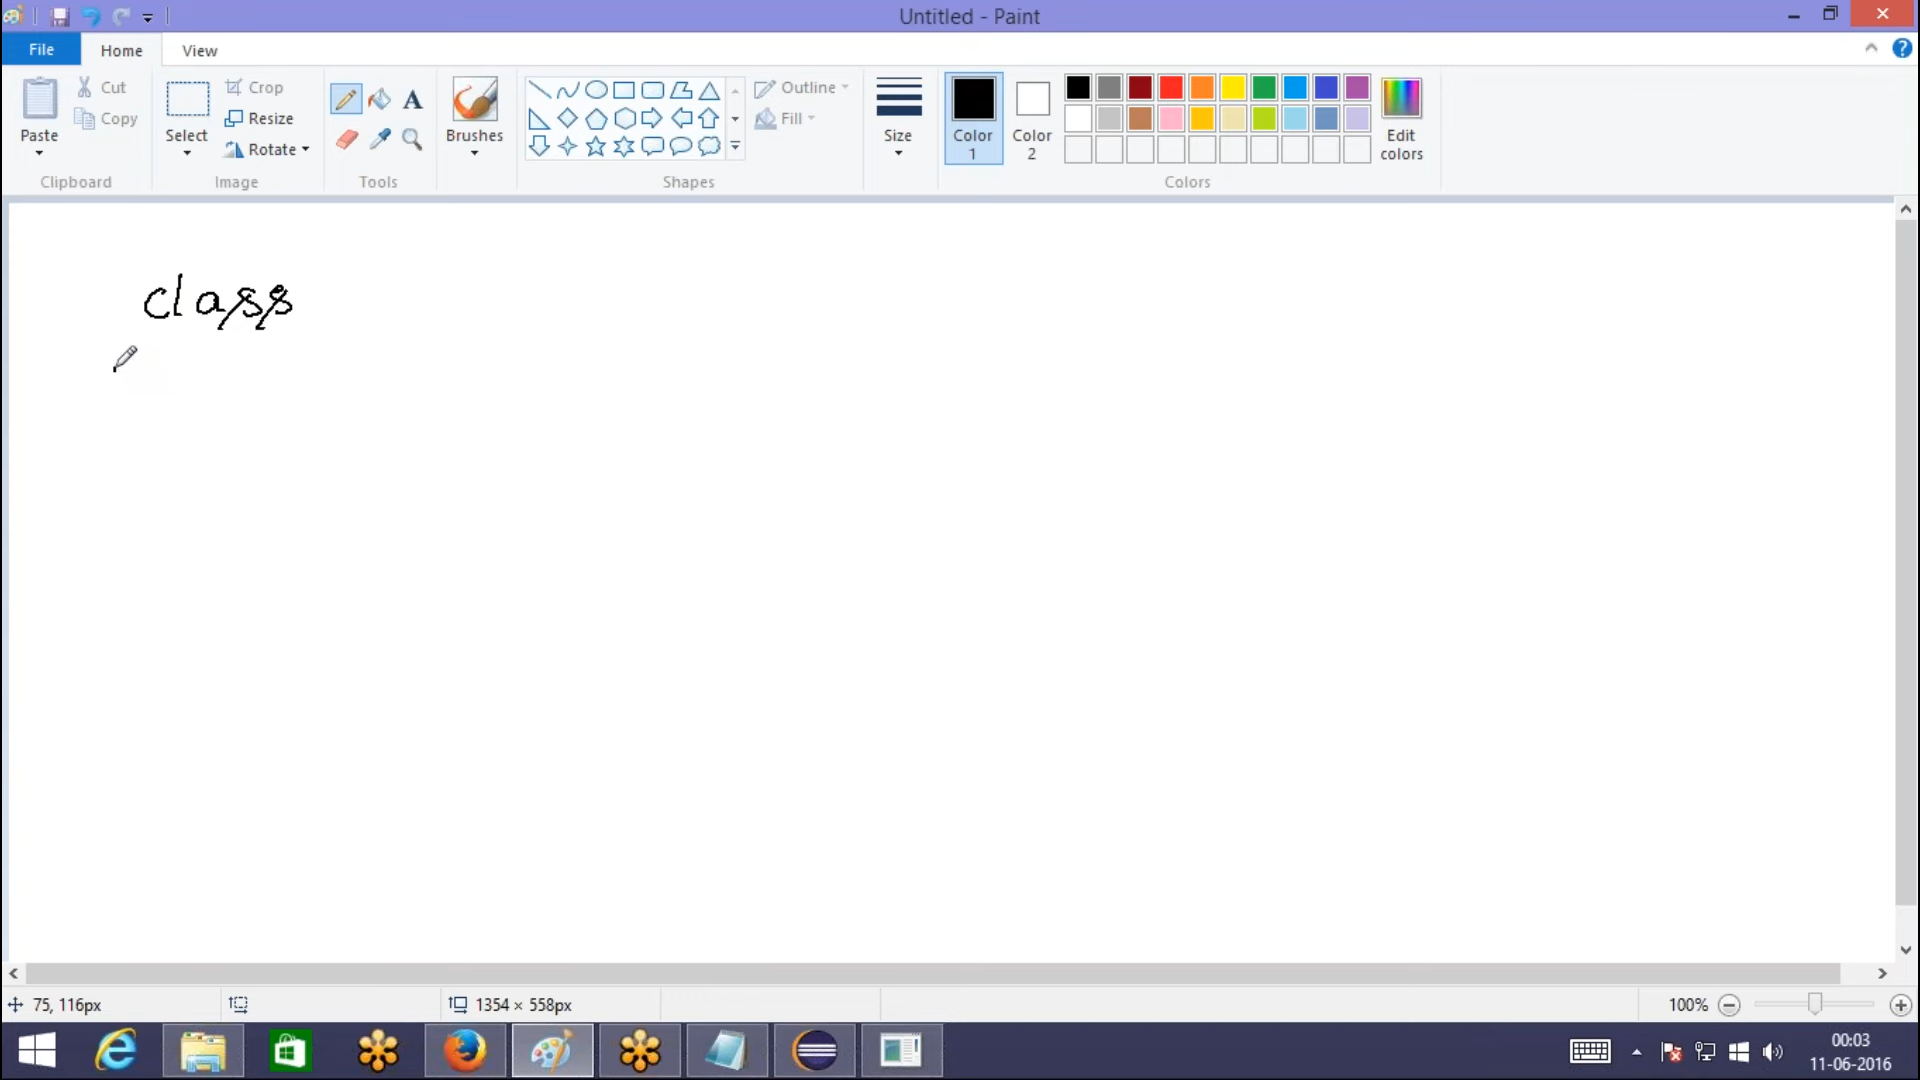 Untitled - Paint
File Home View
Paste Cut Copy Clipboard
Select Crop Resize Rotate Image
A Tools
Brushes
Outline Fill Shapes
Size
Color 1 Color 2 Edit colors Colors
class
75, 116px 1354 × 558px 100%
00:03
11-06-2016